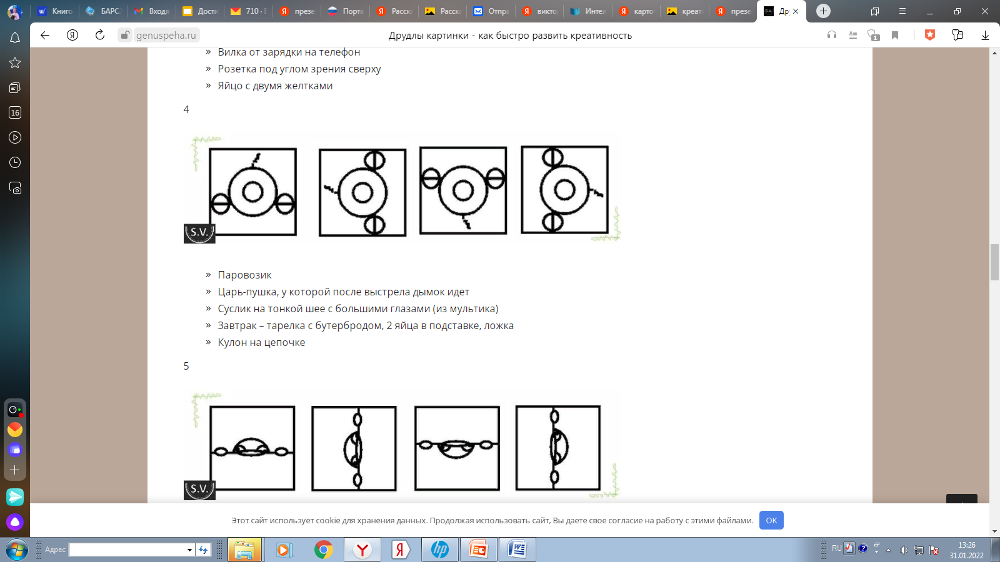 Книго
БАРС.
Входя
Дости
710 · Е
презе
Порта
Расска
Расска
Отпра
виктор
Интел
карто
креат
презе
S.V.
Др
genuspeha.ru
Друдлы картинки - как быстро развить креативность
1
16
» Вилка от зарядки на телефон
» Розетка под углом зрения сверху
» Яйцо с двумя желтками
4
S.V.
» Паровозик
» Царь-пушка, у которой после выстрела дымок идет
» Суслик на тонкой шее с большими глазами (из мультика)
» Завтрак – тарелка с бутербродом, 2 яйца в подставке, ложка
» Кулон на цепочке
5
S.V.
Этот сайт использует cookie для хранения данных. Продолжая использовать сайт, Вы даете свое согласие на работу с этими файлами.
OK
Адрес
RU
13:26
31.01.2022